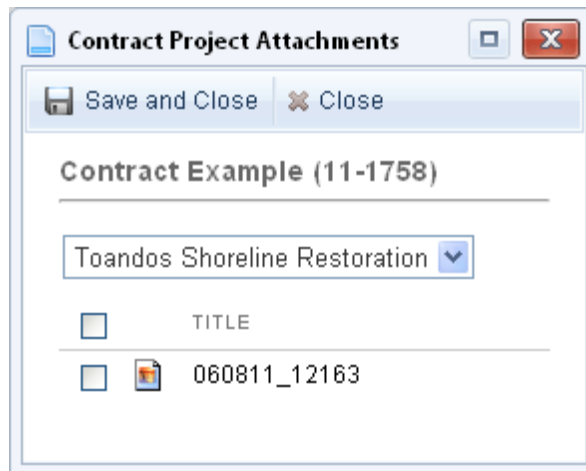 Contract Project Attachments
Save and Close Close
Contract Example (11-1758)
Toandos Shoreline Restoration
TITLE
060811_12163